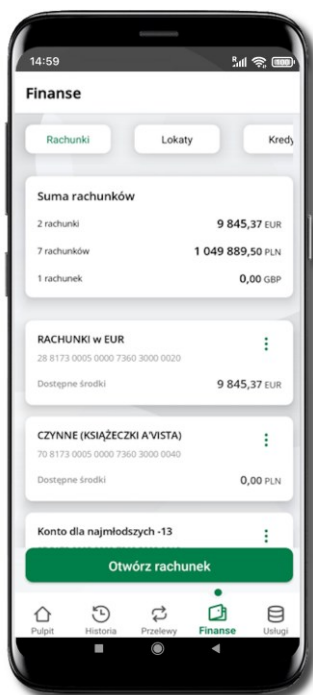 14:59
Finanse
Rachunki Lokaty Kredy
Suma rachunków
2 rachunki 9 845,37 EUR
7 rachunków 1 049 889,50 PLN
1 rachunek 0,00 GBP
RACHUNKI w EUR
28 8173 0005 0000 7360 3000 0020
Dostępne środki 9 845,37 EUR
CZYNNE (KSIĄŻECZKI A'VISTA)
70 8173 0005 0000 7360 3000 0040
Dostępne środki 0,00 PLN
Konto dla najmłodszych -13
Otwórz rachunek
Pulpit Historia Przelewy Finanse Usługi